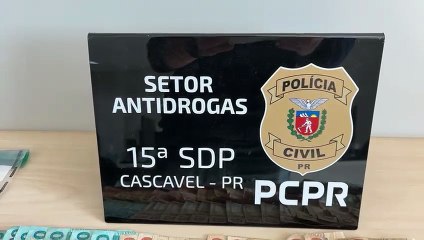 SETOR
ANTIDROGAS
15ª SDP
CASCAVEL - PR
POLÍCIA
CIVIL
PR
PCPR